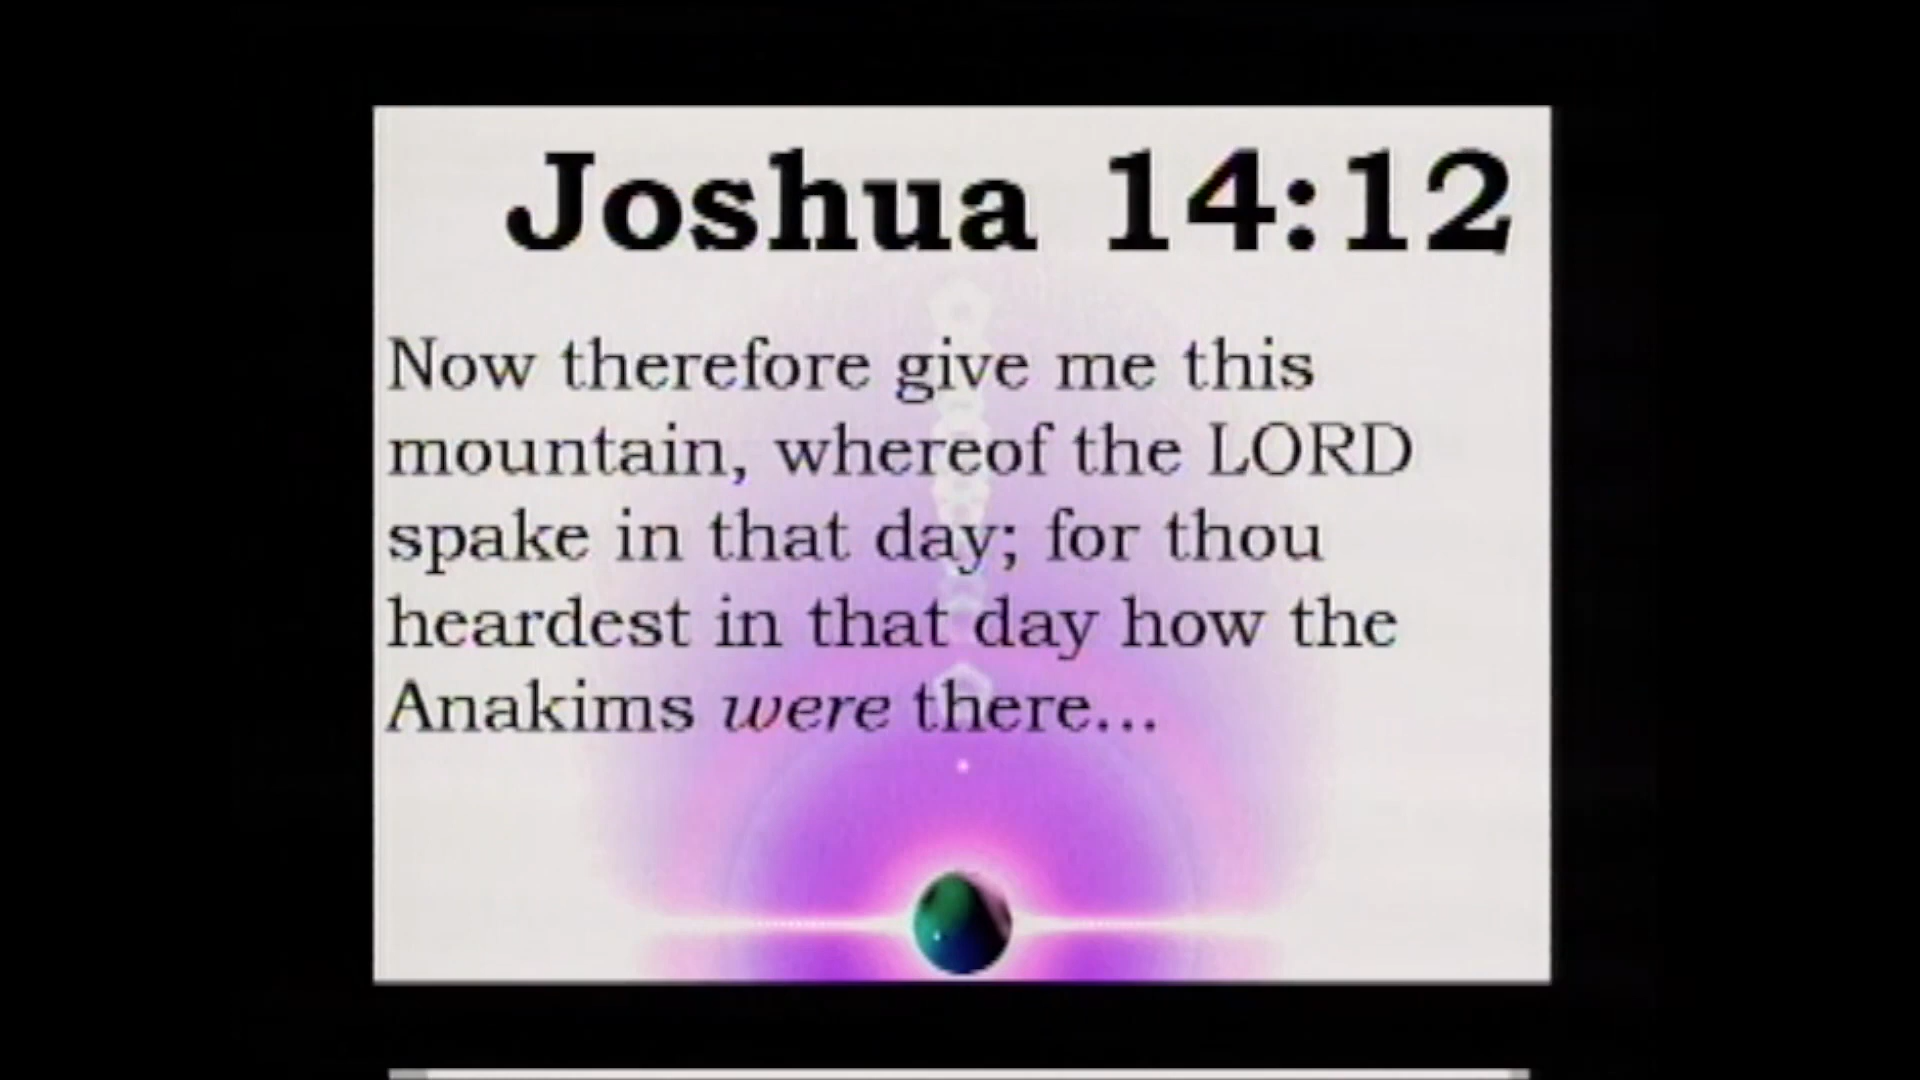 Joshua 14:12
Now therefore give me this
mountain, whereof the LORD
spake in that day; for thou
heardest in that day how the
Anakims were there...